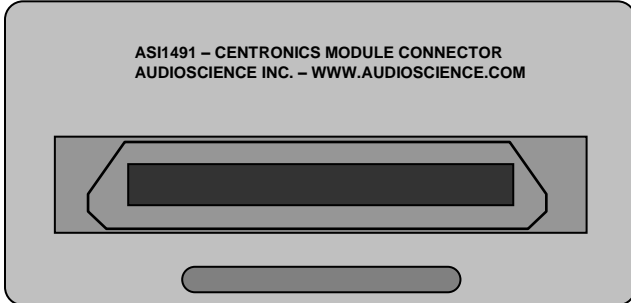 ASI1491 – CENTRONICS MODULE CONNECTOR
AUDIOSCIENCE INC. – WWW.AUDIOSCIENCE.COM